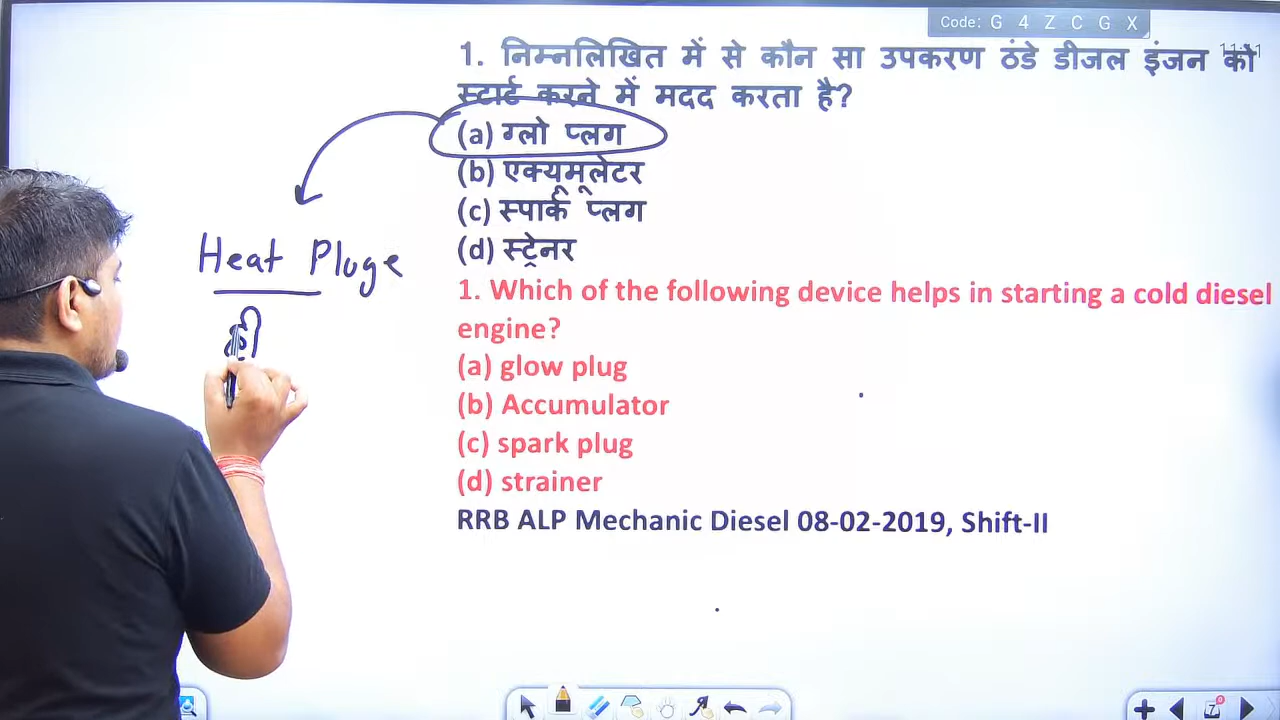 Code: G 4 Z C G X
1. निम्नलिखित में से कौन सा उपकरण ठंडे डीजल इंजन को
स्टार्ट करने में मदद करता है?
(a) ग्लो प्लग
(b) एक्यूमूलेटर
(c) स्पार्क प्लग
(d) स्ट्रेनर
Heat Pluge
1. Which of the following device helps in starting a cold diesel
engine?
(a) glow plug
(b) Accumulator
(c) spark plug
(d) strainer
RRB ALP Mechanic Diesel 08-02-2019, Shift-II